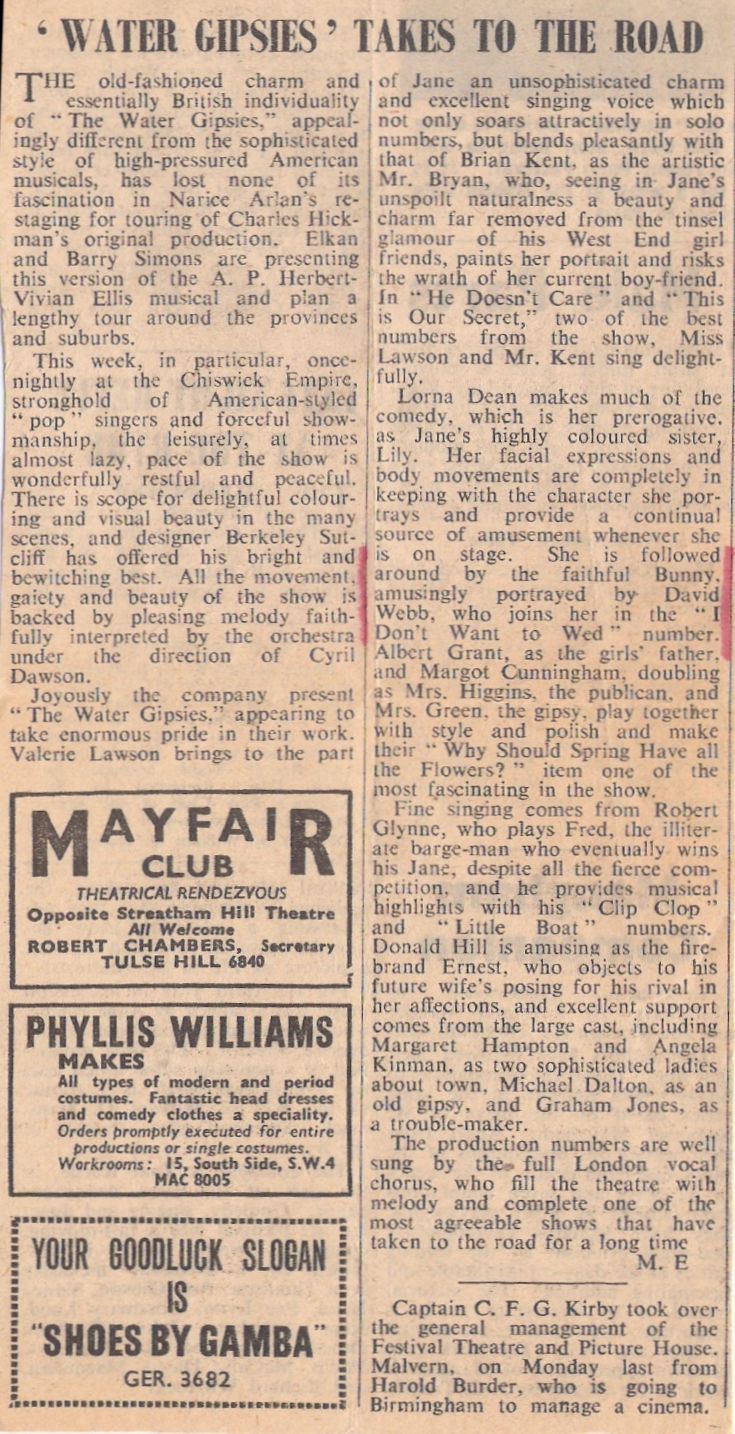 ‘ WATER GIPSIES ’ TAKES TO THE ROAD
THE old-fashioned charm and
essentially British individuality
of “ The Water Gipsies,” appeal-
ingly different from the sophisticated
style of high-pressured American
musicals, has lost none of its
fascination in Narice Arlan's re-
staging for touring of Charles Hick-
man's original production. Elkan
and Barry Simons are presenting
this version of the A. P. Herbert-
Vivian Ellis musical and plan a
lengthy tour around the provinces
and suburbs.
This week, in particular, once-
nightly at the Chiswick Empire,
stronghold of American-styled
“ pop ” singers and forceful show-
manship, the leisurely, at times
almost lazy, pace of the show is
wonderfully restful and peaceful.
There is scope for delightful colour-
ing and visual beauty in the many
scenes, and designer Berkeley Sut-
cliff has offered his bright and
bewitching best. All the movement,
gaiety and beauty of the show is
backed by pleasing melody faith-
fully interpreted by the orchestra
under the direction of Cyril
Dawson.
Joyously the company present
“ The Water Gipsies,” appearing to
take enormous pride in their work.
Valerie Lawson brings to the part
of Jane an unsophisticated charm
and excellent singing voice which
not only soars attractively in solo
numbers, but blends pleasantly with
that of Brian Kent, as the artistic
Mr. Bryan, who, seeing in Jane's
unspoilt naturalness a beauty and
charm far removed from the tinsel
glamour of his West End girl
friends, paints her portrait and risks
the wrath of her current boy-friend.
In “ He Doesn't Care ” and “ This
is Our Secret,” two of the best
numbers from the show, Miss
Lawson and Mr. Kent sing delight-
fully.
Lorna Dean makes much of the
comedy, which is her prerogative,
as Jane's highly coloured sister,
Lily. Her facial expressions and
body movements are completely in
keeping with the character she por-
trays and provide a continual
source of amusement whenever she
is on stage. She is followed
around by the faithful Bunny,
amusingly portrayed by David
Webb, who joins her in the “ I
Don't Want to Wed ” number.
Albert Grant, as the girls' father,
and Margot Cunningham, doubling
as Mrs. Higgins, the publican, and
Mrs. Green, the gipsy, play together
with style and polish and make
their “ Why Should Spring Have all
the Flowers? ” item one of the
most fascinating in the show.
Fine singing comes from Robert
Glynne, who plays Fred, the illiter-
ate barge-man who eventually wins
his Jane, despite all the fierce com-
petition, and he provides musical
highlights with his “ Clip Clop ”
and “ Little Boat ” numbers.
Donald Hill is amusing as the fire-
brand Ernest, who objects to his
future wife's posing for his rival in
her affections, and excellent support
comes from the large cast, including
Margaret Hampton and Angela
Kinman, as two sophisticated ladies
about town, Michael Dalton, as an
old gipsy, and Graham Jones, as
a trouble-maker.
The production numbers are well
sung by the full London vocal
chorus, who fill the theatre with
melody and complete one of the
most agreeable shows that have
taken to the road for a long time
M. E
Captain C. F. G. Kirby took over
the general management of the
Festival Theatre and Picture House,
Malvern, on Monday last from
Harold Burder, who is going to
Birmingham to manage a cinema.
MAYFAIR
CLUB
THEATRICAL RENDEZVOUS
Opposite Streatham Hill Theatre
All Welcome
ROBERT CHAMBERS, Secretary
TULSE HILL 6840
PHYLLIS WILLIAMS
MAKES
All types of modern and period
costumes. Fantastic head dresses
and comedy clothes a speciality.
Orders promptly executed for entire
productions or single costumes.
Workrooms : 15, South Side, S.W.4
MAC 8005
YOUR GOODLUCK SLOGAN
IS
“SHOES BY GAMBA”
GER. 3682